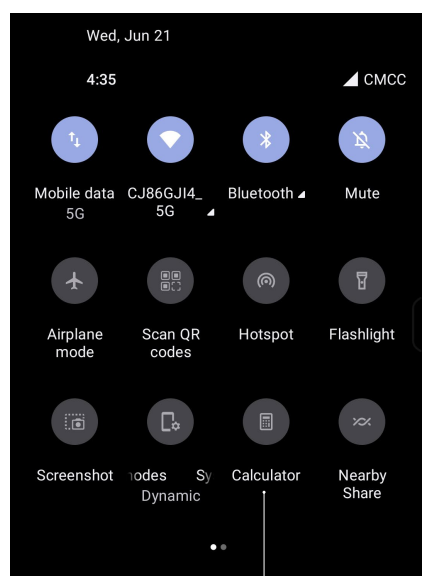 Wed, Jun 21
4:35 CMCC
Mobile data CJ86GJI4_ Bluetooth Mute
5G 5G
Airplane Scan QR Hotspot Flashlight
mode codes
Screenshot odes Sy Calculator Nearby
Dynamic Share